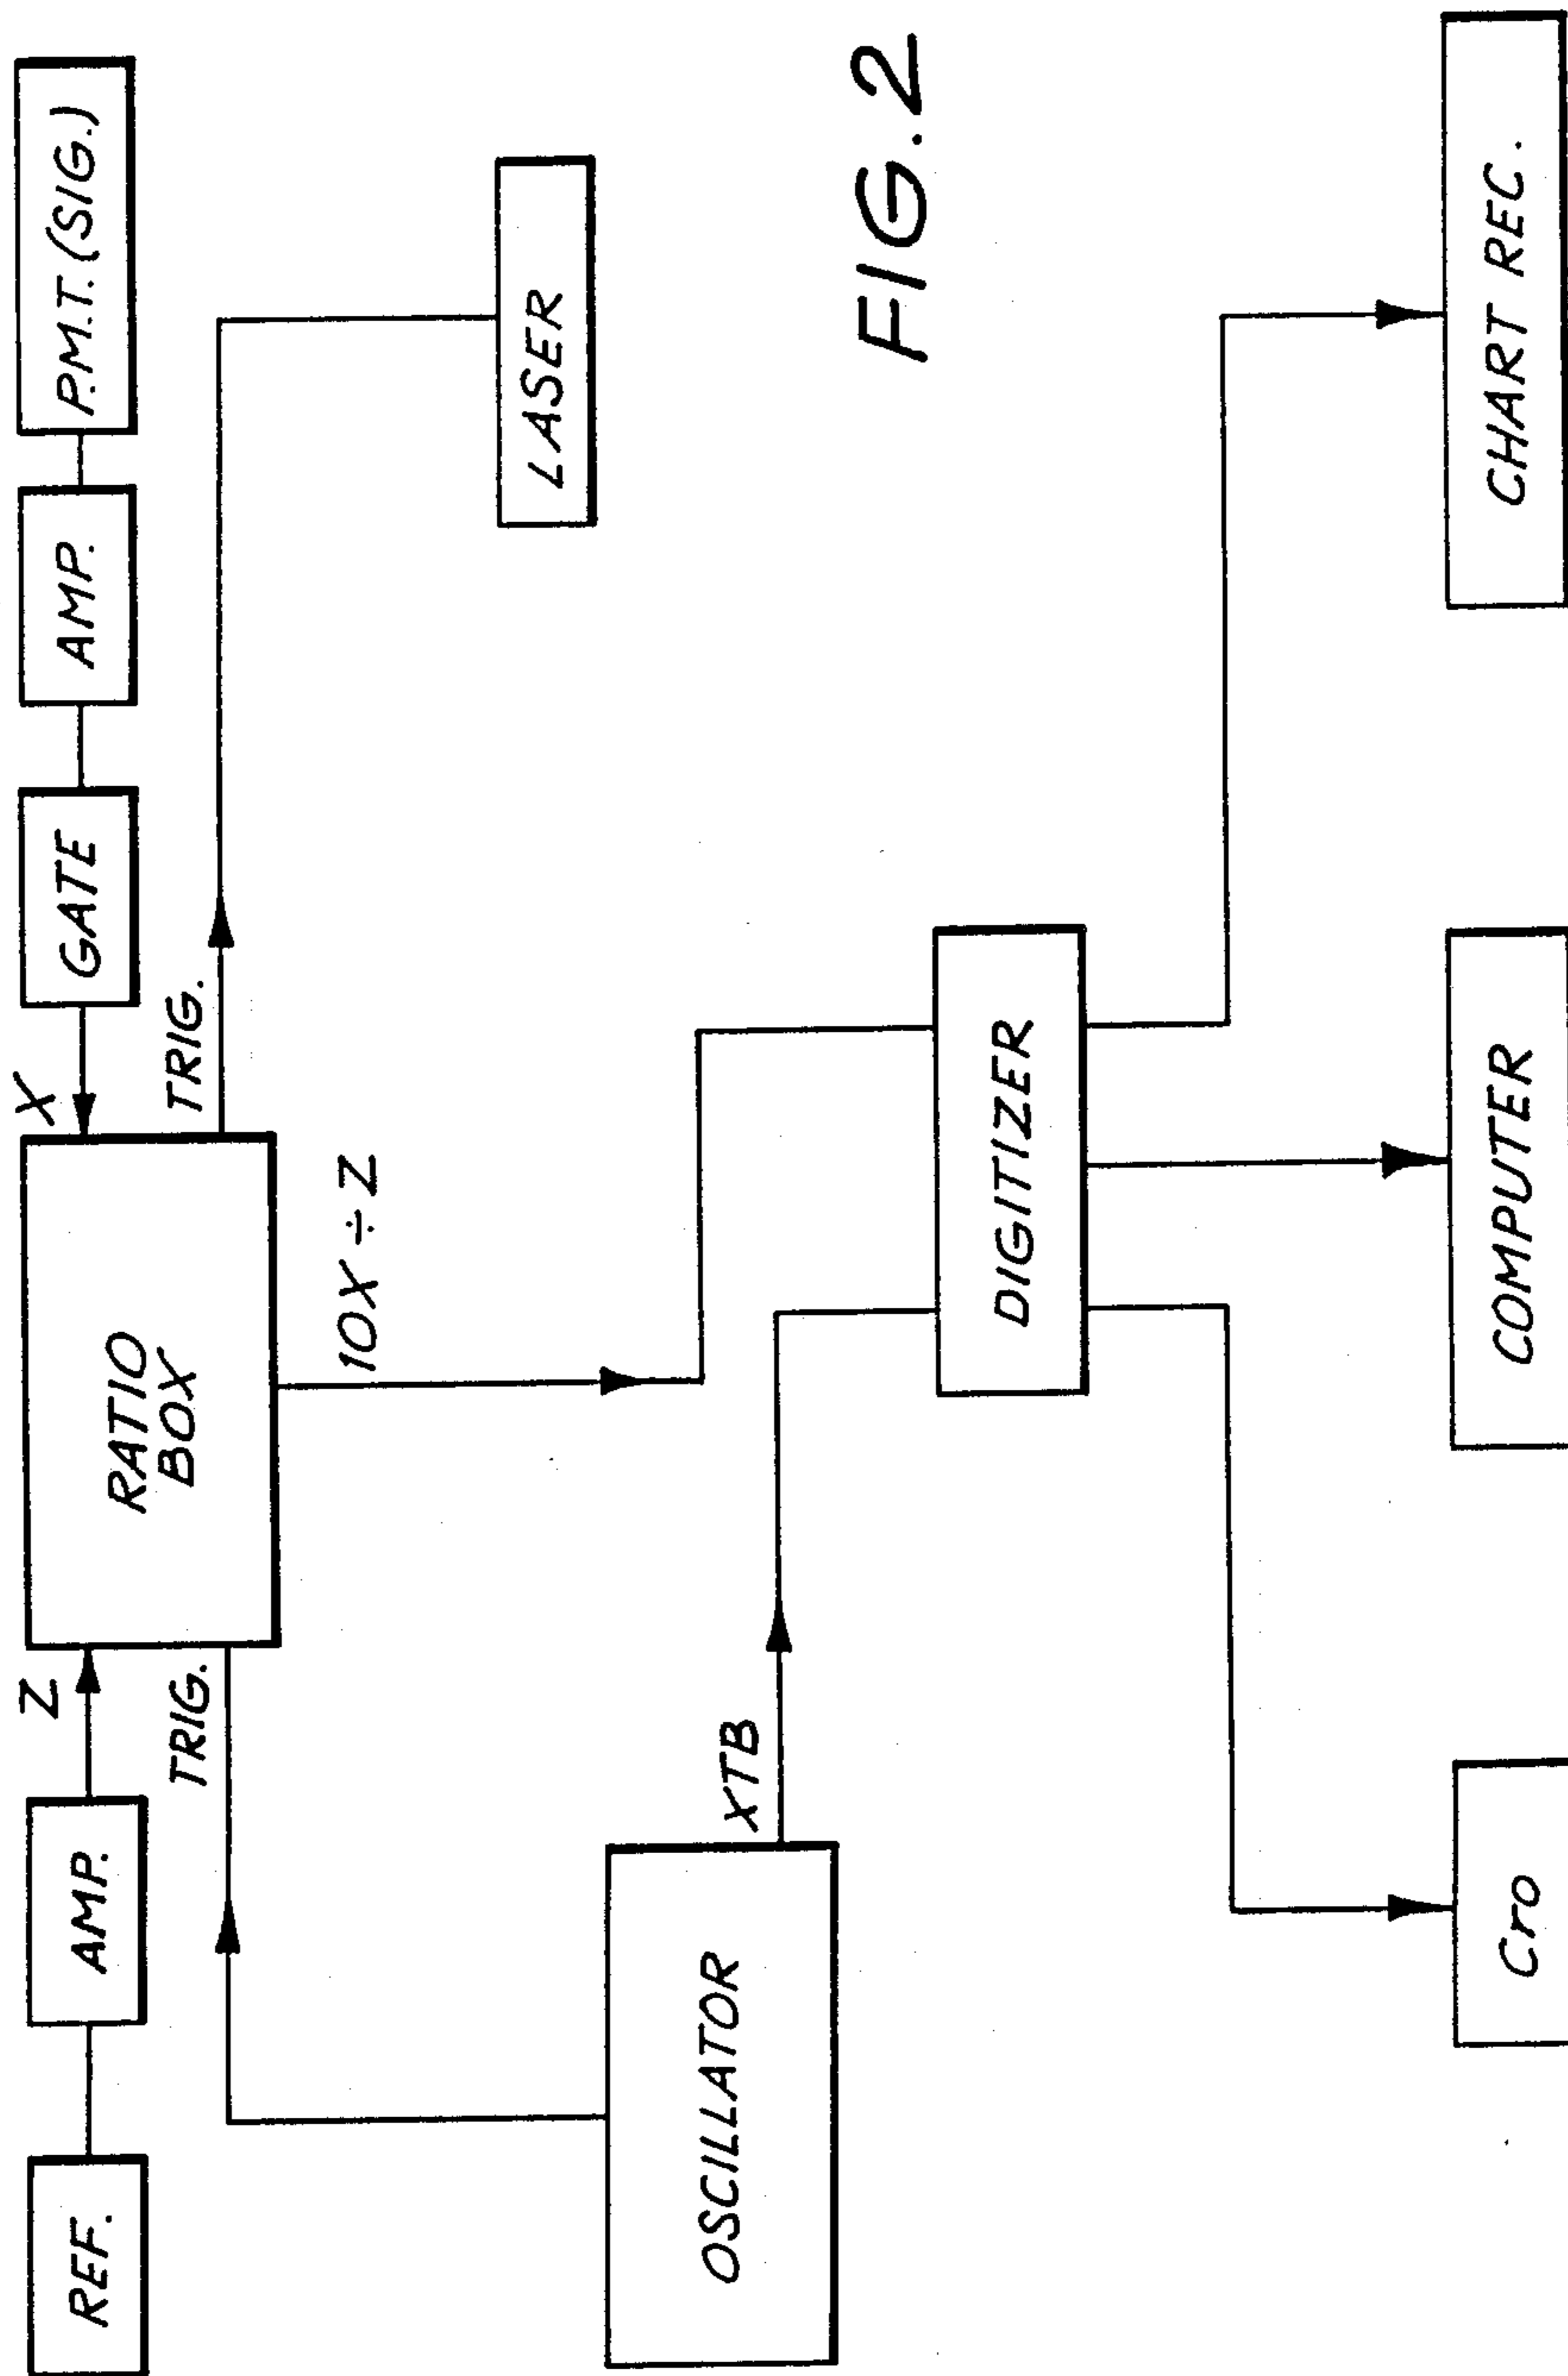 REF.
AMP.
Z
RATIO
BOX
X
GATE
AMP.
P.M.T. (SIG.)
TRIG.
TRIG.
10X ÷ Z
LASER
OSCILLATOR
XTB
DIGITIZER
FIG. 2
Cro
COMPUTER
CHART REC.